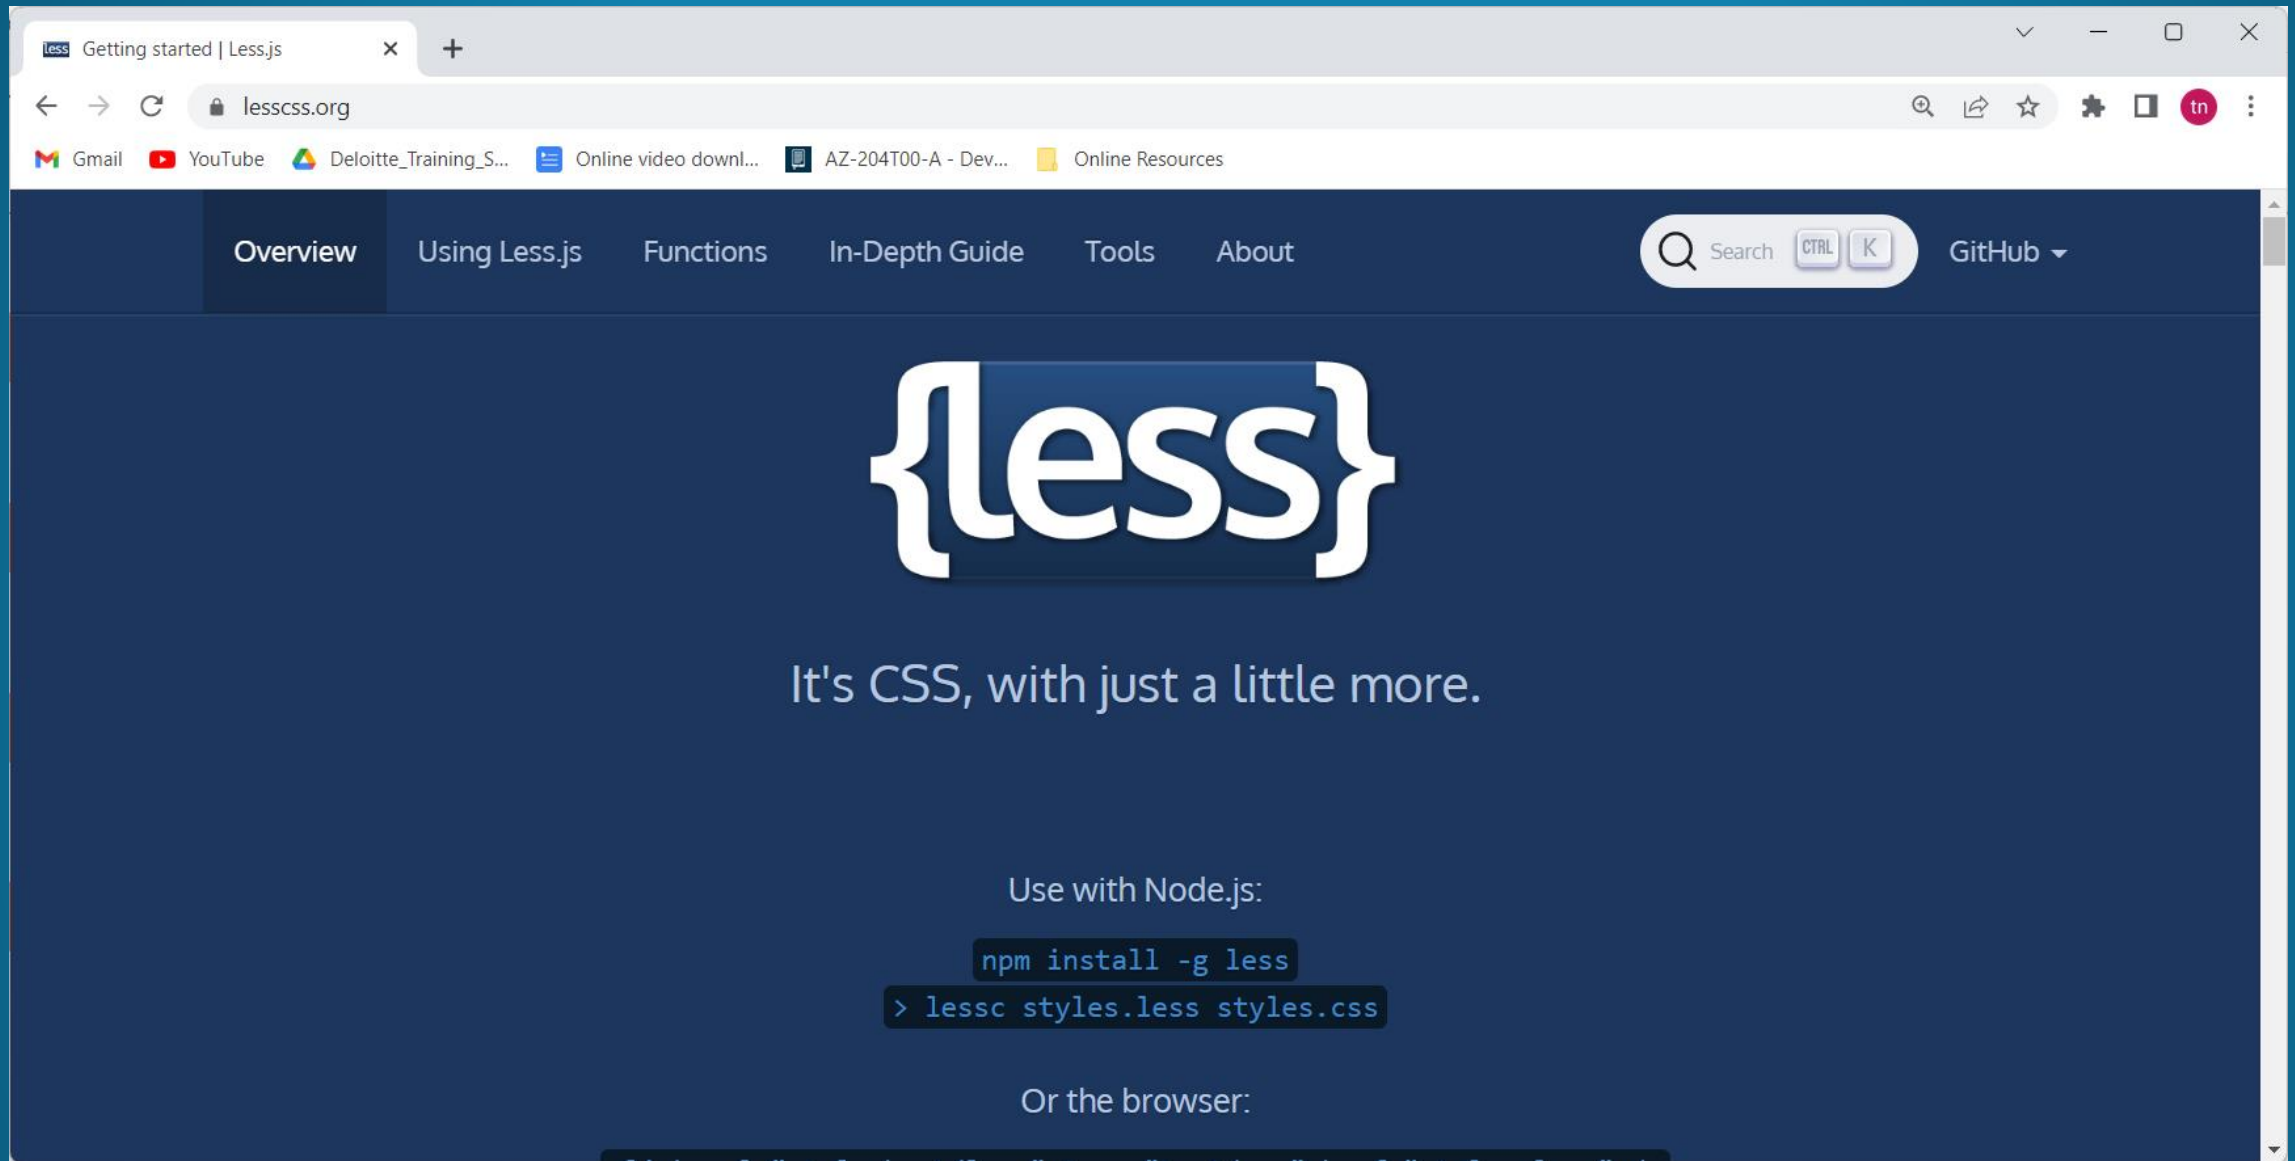 less Getting started | Less.js
lesscss.org
tn
Gmail YouTube Deloitte_Training_S... Online video downl... AZ-204T00-A - Dev... Online Resources
Overview Using Less.js Functions In-Depth Guide Tools About Search CTRL K GitHub
{less}
It's CSS, with just a little more.
Use with Node.js:
npm install -g less
> lessc styles.less styles.css
Or the browser: